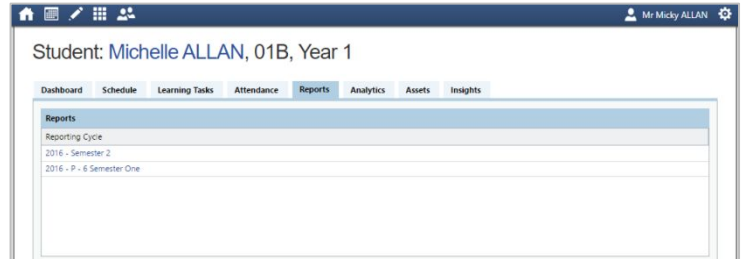 Mr Micky ALLAN
Student: Michelle ALLAN, 01B, Year 1
Dashboard Schedule Learning Tasks Attendance Reports Analytics Assets Insights
Reports
Reporting Cycle
2016 - Semester 2
2016 - P - 6 Semester One